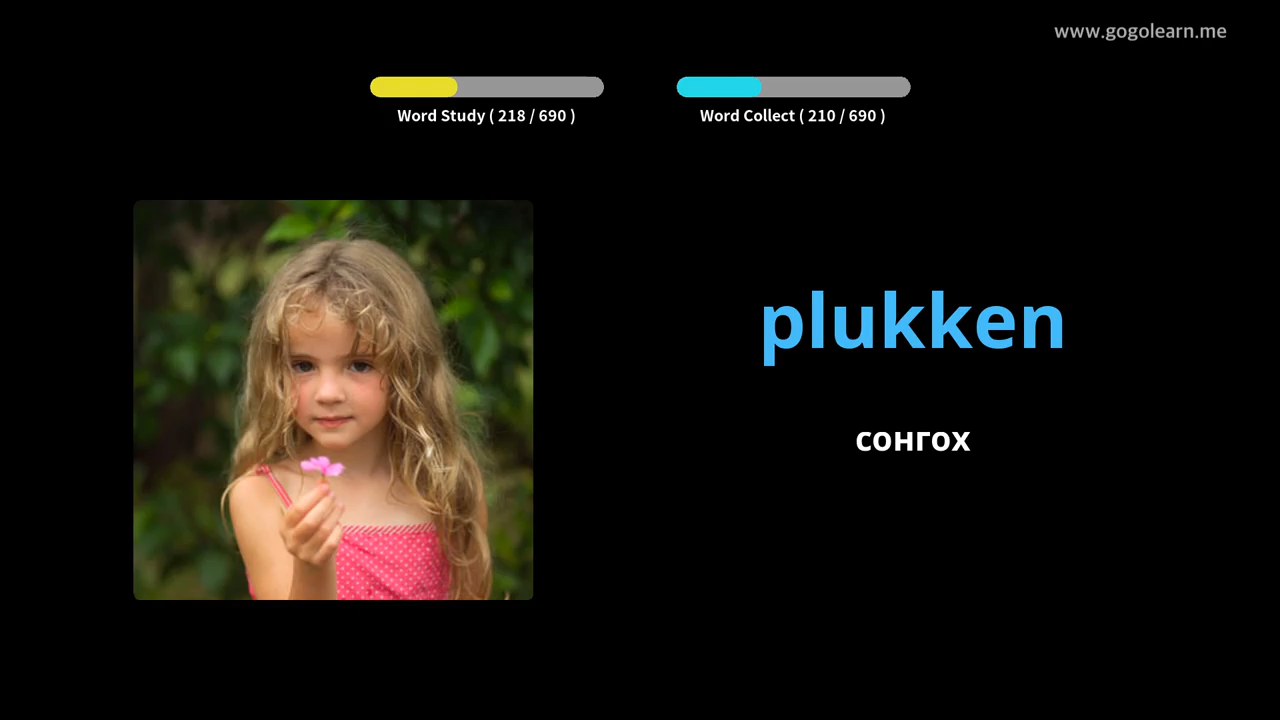 www.gogolearn.me
Word Study ( 218 / 690 )
Word Collect ( 210 / 690 )
plukken
сонгох